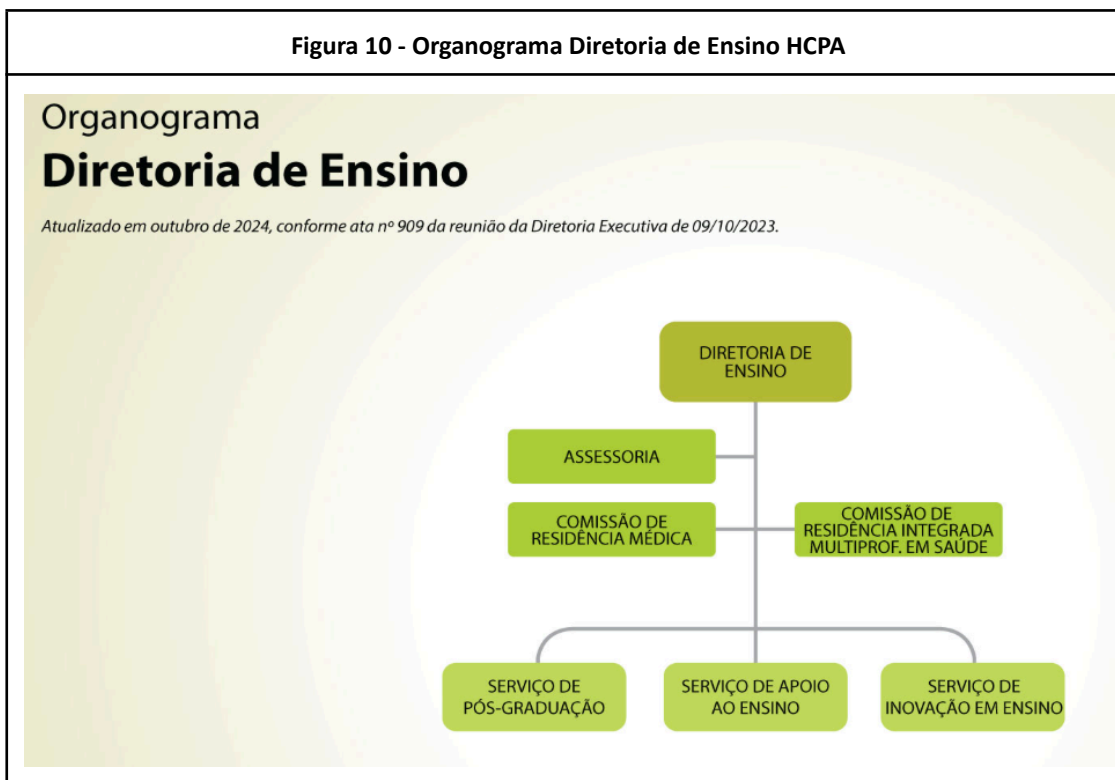 Figura 10 - Organograma Diretoria de Ensino HCPA
Organograma
Diretoria de Ensino
Atualizado em outubro de 2024, conforme ata nº 909 da reunião da Diretoria Executiva de 09/10/2023.
DIRETORIA DE
ENSINO
ASSESSORIA
COMISSÃO DE
RESIDÊNCIA MÉDICA
COMISSÃO DE
RESIDÊNCIA INTEGRADA
MULTIPROF. EM SAÚDE
SERVIÇO DE
PÓS-GRADUAÇÃO
SERVIÇO DE APOIO
AO ENSINO
SERVIÇO DE
INOVAÇÃO EM ENSINO